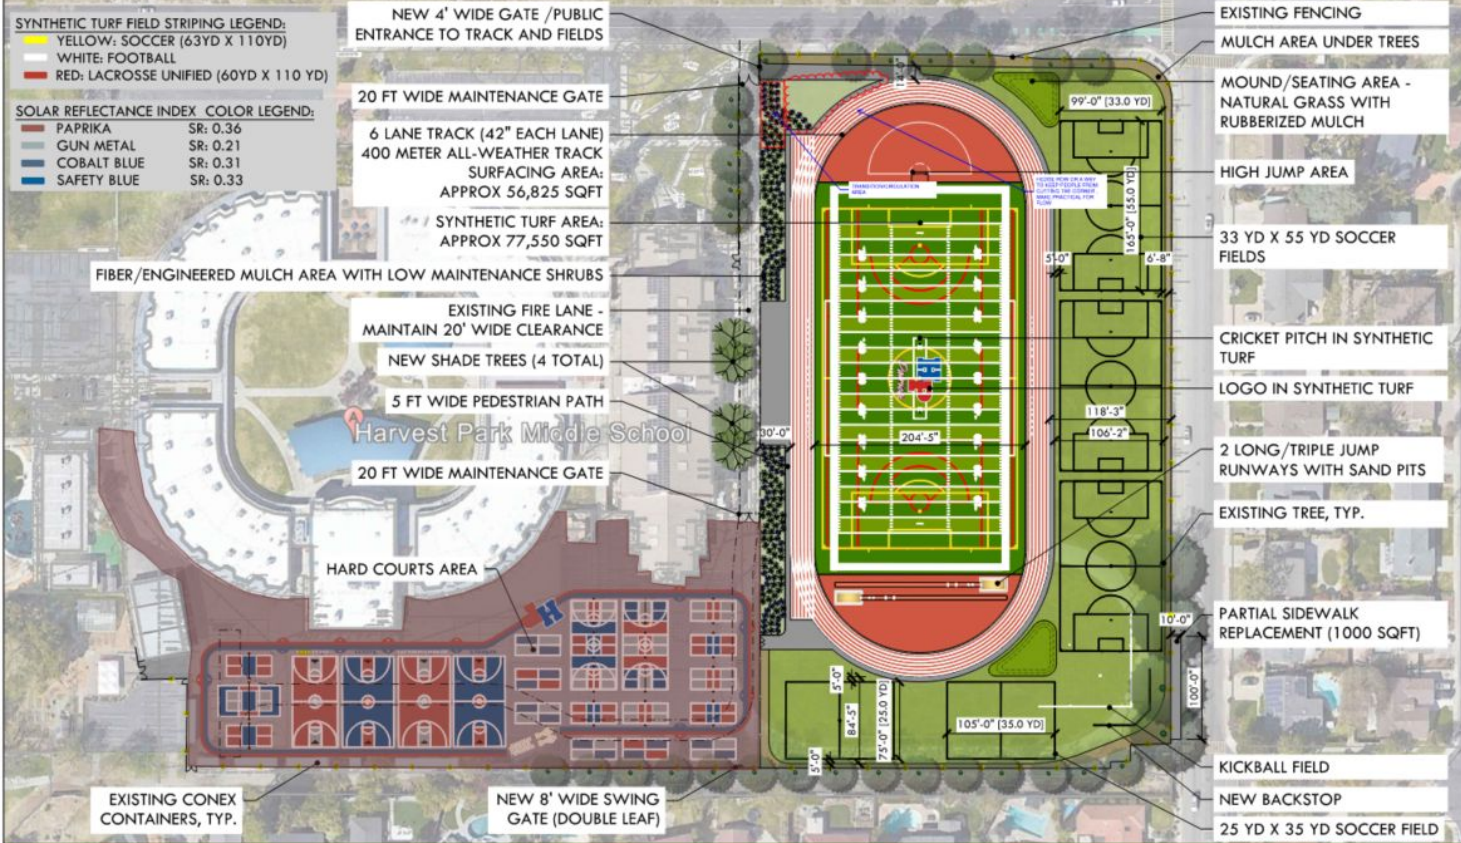 SYNTHETIC TURF FIELD STRIPING LEGEND:
YELLOW: SOCCER (63YD X 110YD)
WHITE: FOOTBALL
RED: LACROSSE UNIFIED (60YD X 110 YD)
SOLAR REFLECTANCE INDEX COLOR LEGEND:
PAPRIKA SR: 0.36
GUN METAL SR: 0.21
COBALT BLUE SR: 0.31
SAFETY BLUE SR: 0.33
NEW 4' WIDE GATE /PUBLIC
ENTRANCE TO TRACK AND FIELDS
20 FT WIDE MAINTENANCE GATE
6 LANE TRACK (42" EACH LANE)
400 METER ALL-WEATHER TRACK
SURFACING AREA:
APPROX 56,825 SQFT
SYNTHETIC TURF AREA:
APPROX 77,550 SQFT
FIBER/ENGINEERED MULCH AREA WITH LOW MAINTENANCE SHRUBS
EXISTING FIRE LANE -
MAINTAIN 20' WIDE CLEARANCE
NEW SHADE TREES (4 TOTAL)
5 FT WIDE PEDESTRIAN PATH
A
Harvest Park Middle School
20 FT WIDE MAINTENANCE GATE
HARD COURTS AREA
EXISTING CONEX
CONTAINERS, TYP.
NEW 8' WIDE SWING
GATE (DOUBLE LEAF)
TRANSITION/CIRCULATION
AREA
30'-0"
204'-5"
99'-0" [33.0 YD]
165'-0" [55.0 YD]
5'-0"
6'-8"
118'-3"
106'-2"
10'-0"
100'-0"
5'-0"
84'-5"
75'-0" [25.0 YD]
5'-0"
105'-0" [35.0 YD]
EXISTING FENCING
MULCH AREA UNDER TREES
MOUND/SEATING AREA -
NATURAL GRASS WITH
RUBBERIZED MULCH
HIGH JUMP AREA
33 YD X 55 YD SOCCER
FIELDS
CRICKET PITCH IN SYNTHETIC
TURF
LOGO IN SYNTHETIC TURF
2 LONG/TRIPLE JUMP
RUNWAYS WITH SAND PITS
EXISTING TREE, TYP.
PARTIAL SIDEWALK
REPLACEMENT (1000 SQFT)
KICKBALL FIELD
NEW BACKSTOP
25 YD X 35 YD SOCCER FIELD